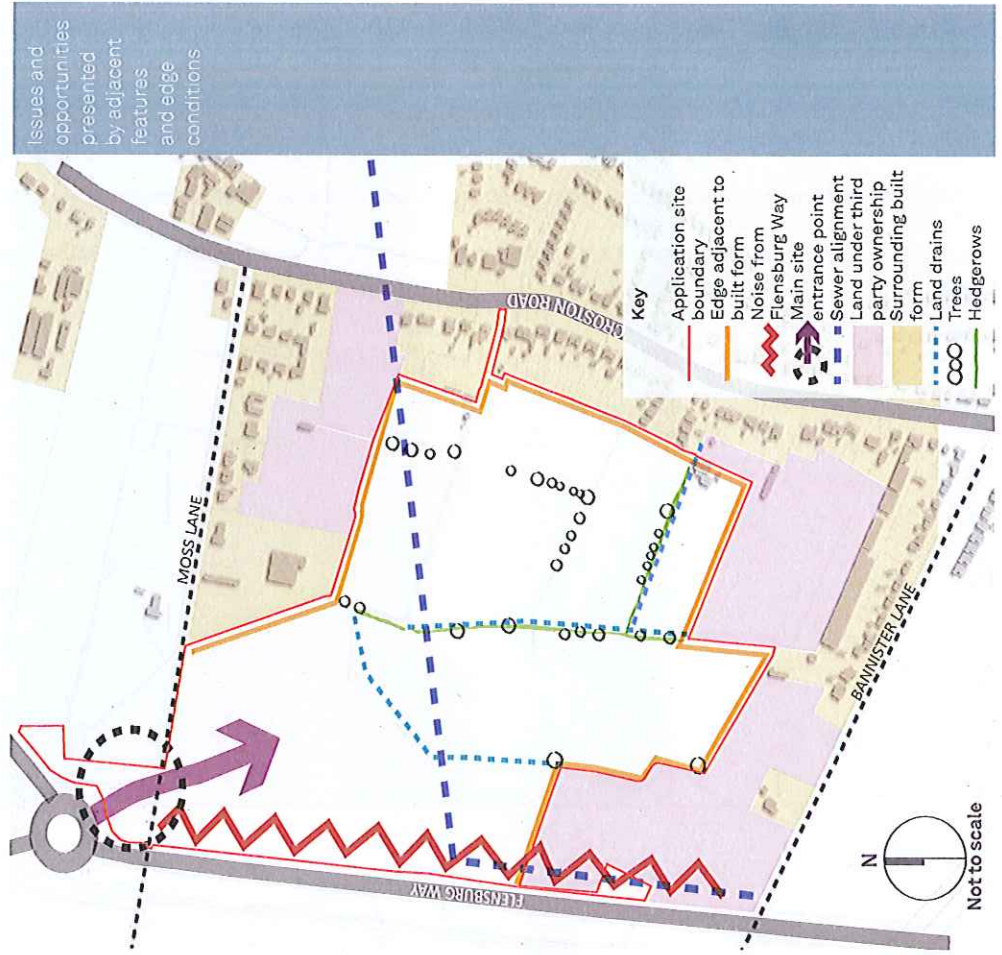 Issues and
opportunities
presented
by adjacent
features
and edge
conditions
MOSS LANE
CROSTON ROAD
FLENSBURG WAY
BANNISTER LANE
Key
Application site
boundary
Edge adjacent to
built form
Noise from
Flensburg Way
Main site
entrance point
Sewer alignment
Land under third
party ownership
Surrounding built
form
Land drains
Trees
Hedgerows
N
Not to scale